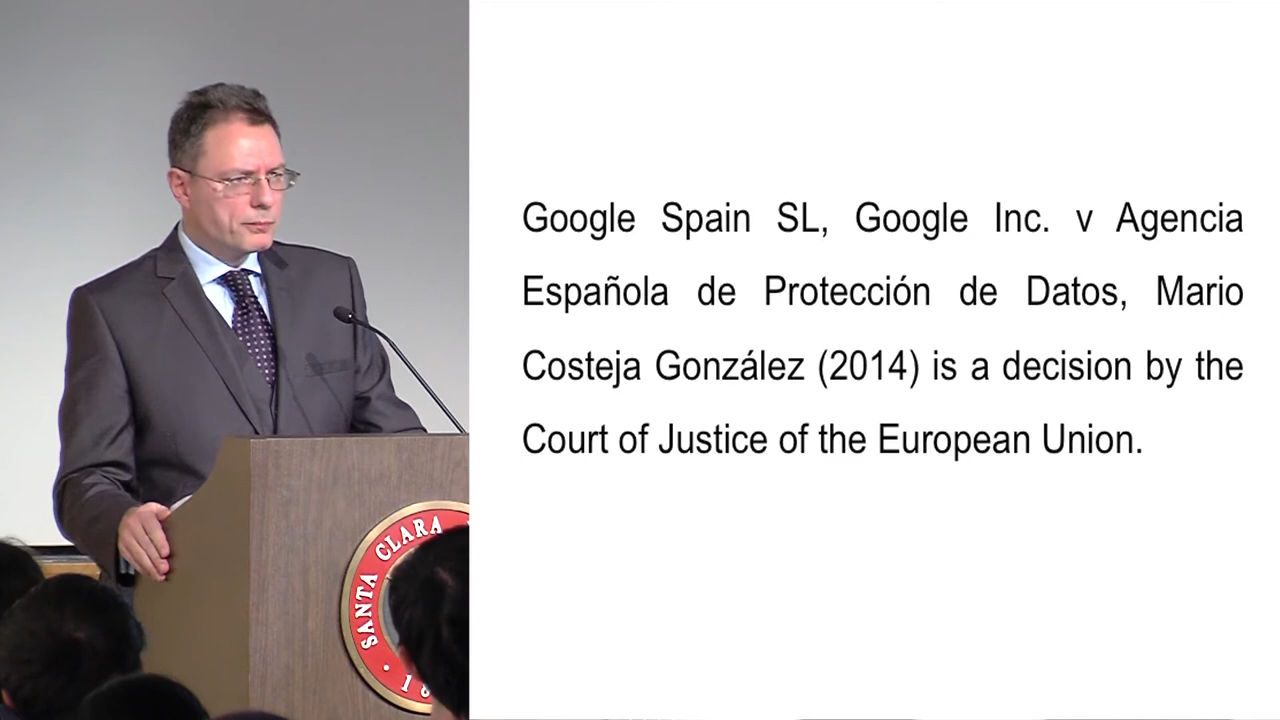 Google Spain SL, Google Inc. v Agencia
Española de Protección de Datos, Mario
Costeja González (2014) is a decision by the
Court of Justice of the European Union.
SANTA CLARA